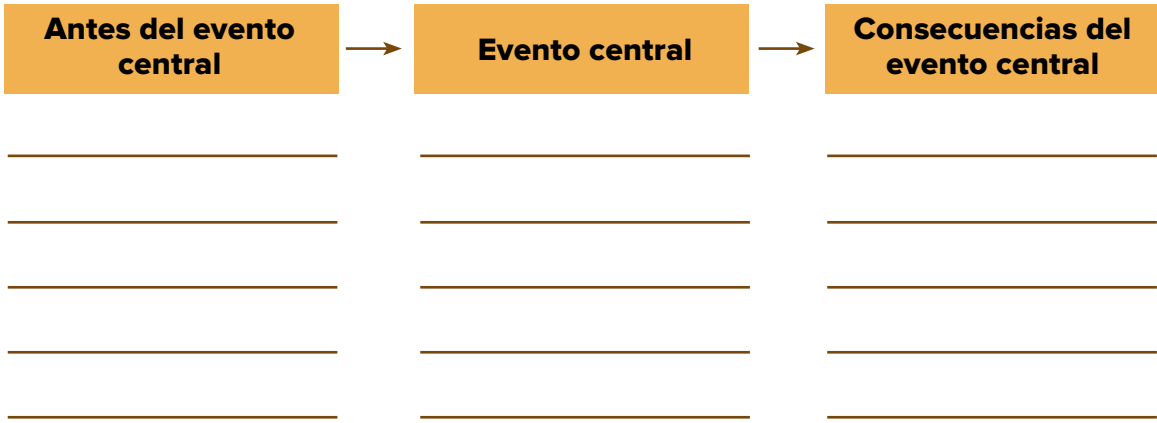 Antes del evento
central
Evento central
Consecuencias del
evento central